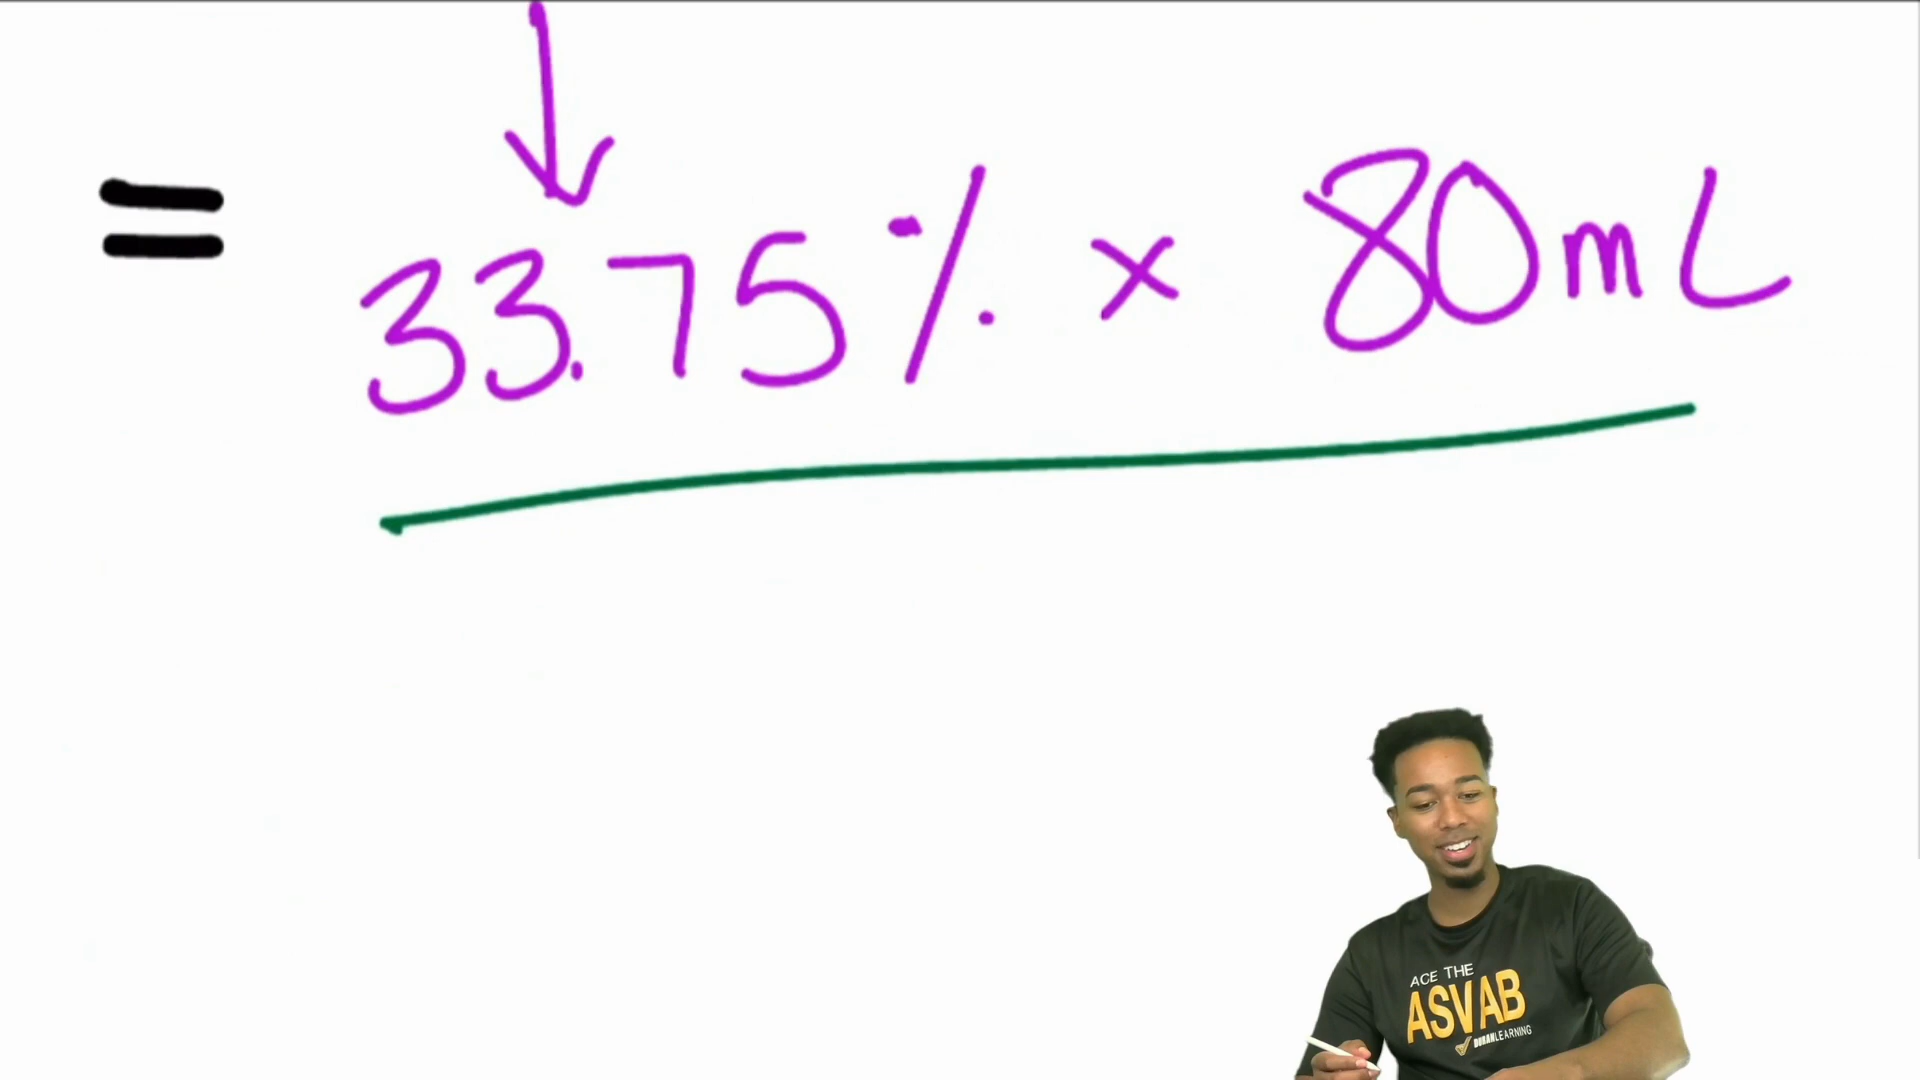 = 33.75% × 80mL
ACE THE
ASVAB
DURANLEARNING